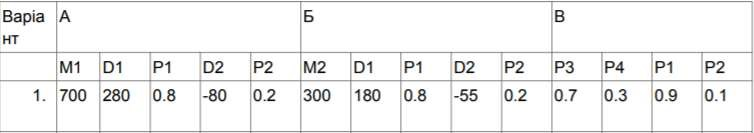 Варіа
нт А Б В
М1 D1 P1 D2 P2 М2 D1 P1 D2 P2 P3 P4 P1 P2
1. 700 280 0.8 -80 0.2 300 180 0.8 -55 0.2 0.7 0.3 0.9 0.1